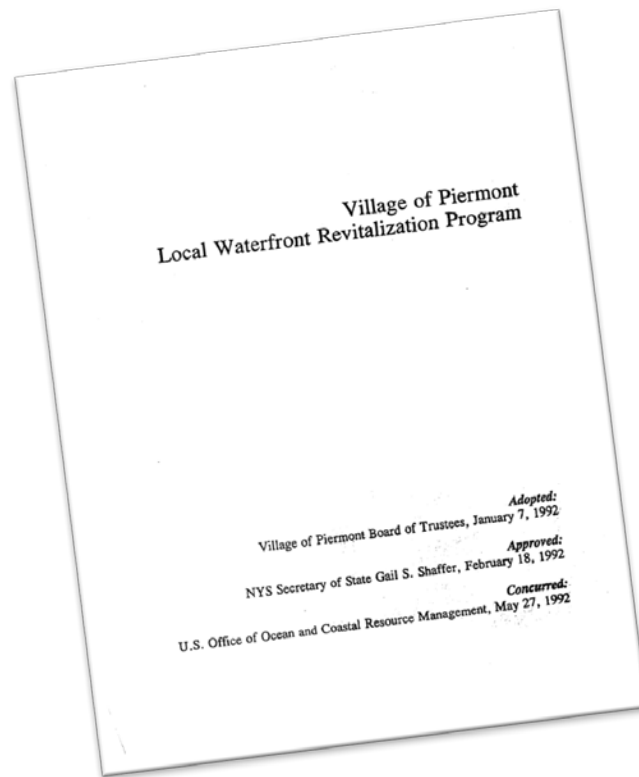 Village of Piermont
Local Waterfront Revitalization Program
Adopted:
Village of Piermont Board of Trustees, January 7, 1992
Approved:
NYS Secretary of State Gail S. Shaffer, February 18, 1992
Concurred:
U.S. Office of Ocean and Coastal Resource Management, May 27, 1992